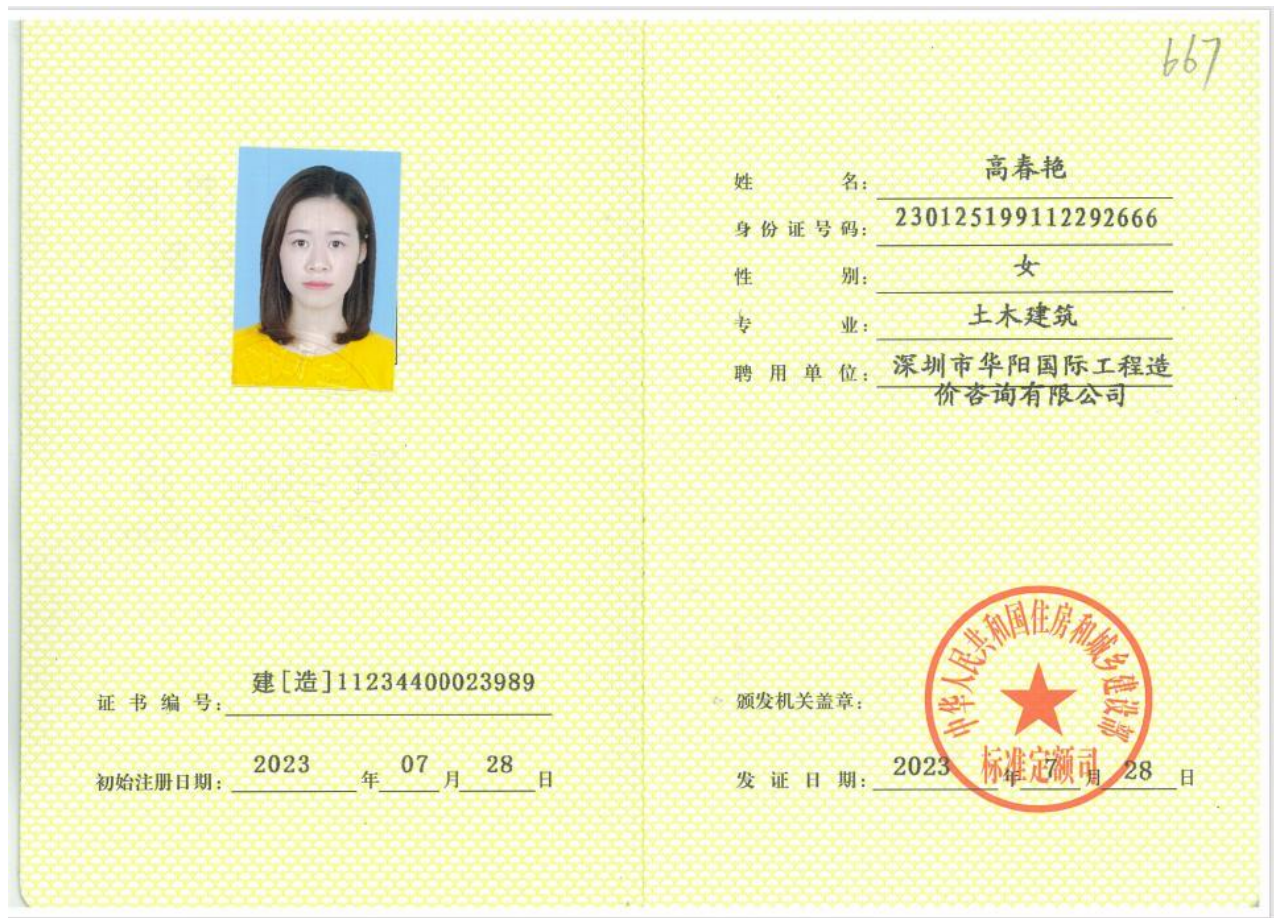 667
姓 名: 高春艳
身份证号码: 230125199112292666
性 别: 女
专 业: 土木建筑
聘用单位: 深圳市华阳国际工程造
价咨询有限公司
证书编号: 建[造]11234400023989
初始注册日期: 2023 年 07 月 28 日
颁发机关盖章:
中华人民共和国住房和城乡建设部
标准定额司
发证日期: 2023 年 7 月 28 日